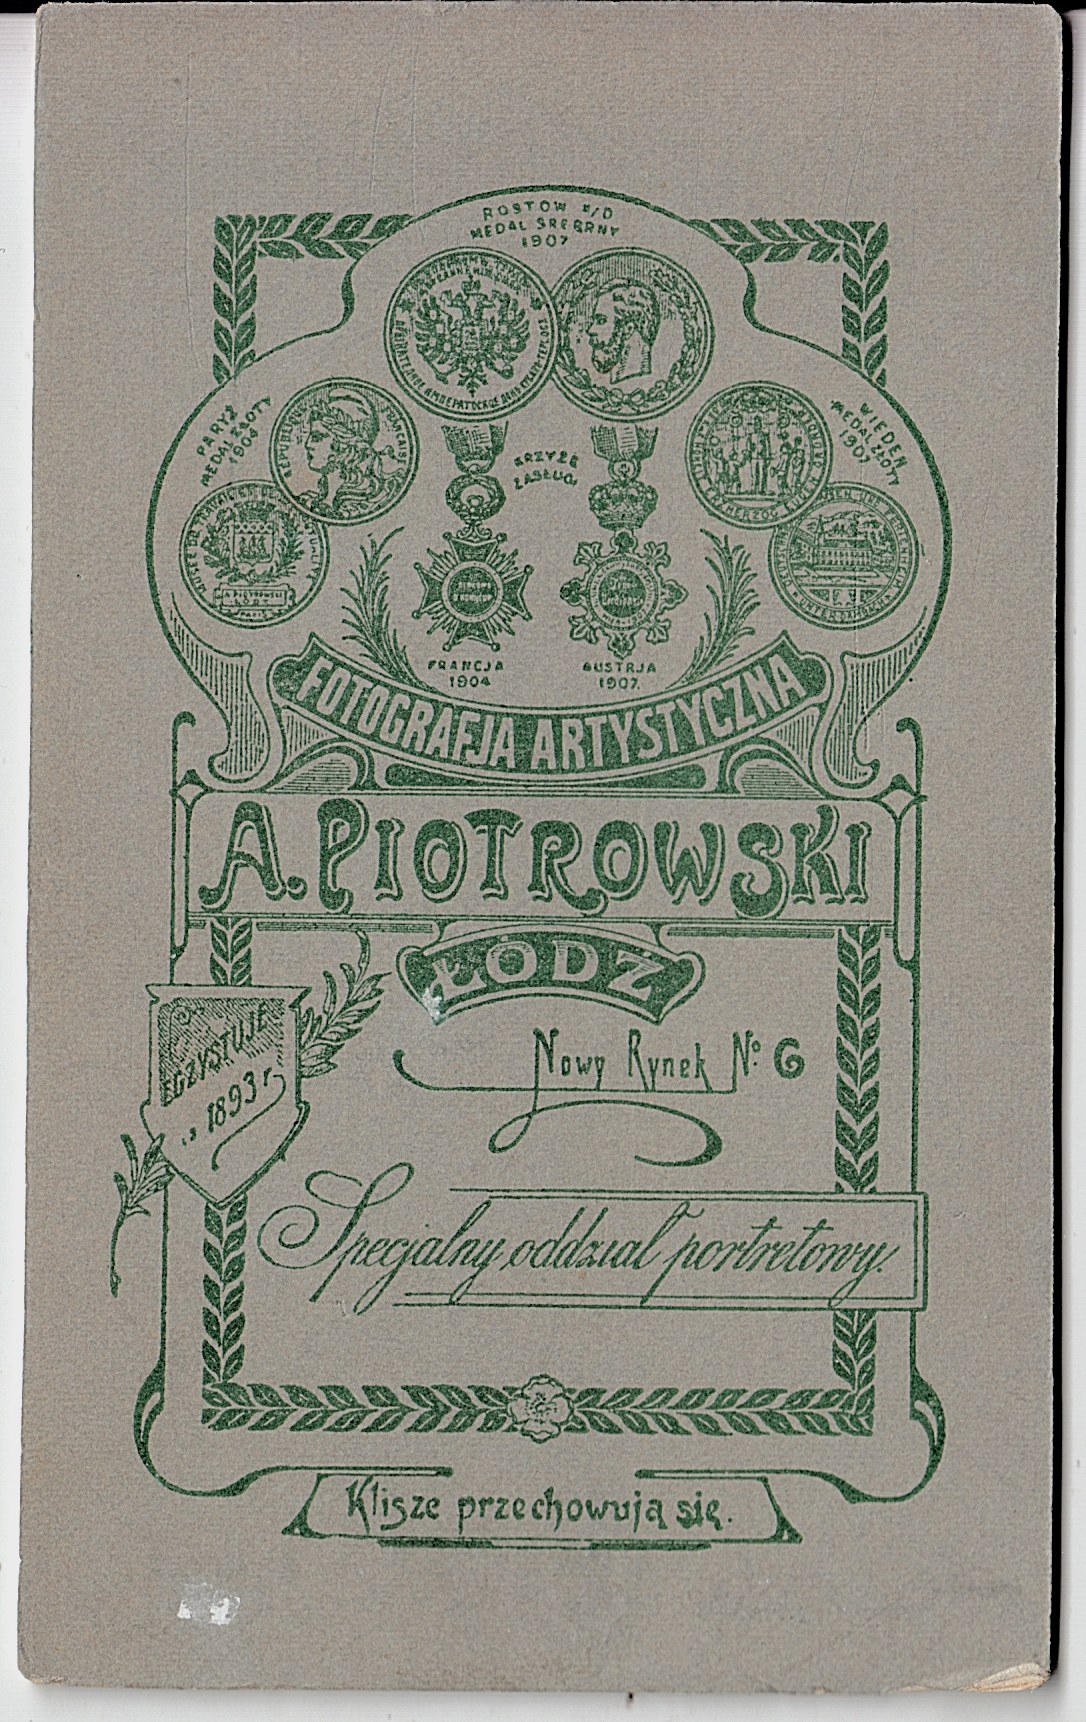 ROSTOW N/D
MEDAL SREBRNY
1907
PARYŻ
MEDAL ZŁOTY
1904
WIEDEŃ
MEDAL ZŁOTY
1907
KRZYŻE
ZASŁUG.
FRANCJA
1904
AUSTRJA
1907.
FOTOGRAFJA ARTYSTYCZNA
A. PIOTROWSKI
ŁÓDŹ
Nowy Rynek No. 6
EGZYSTUJE
1893 r.
Specjalny oddział portretowy.
Klisze przechowują się.